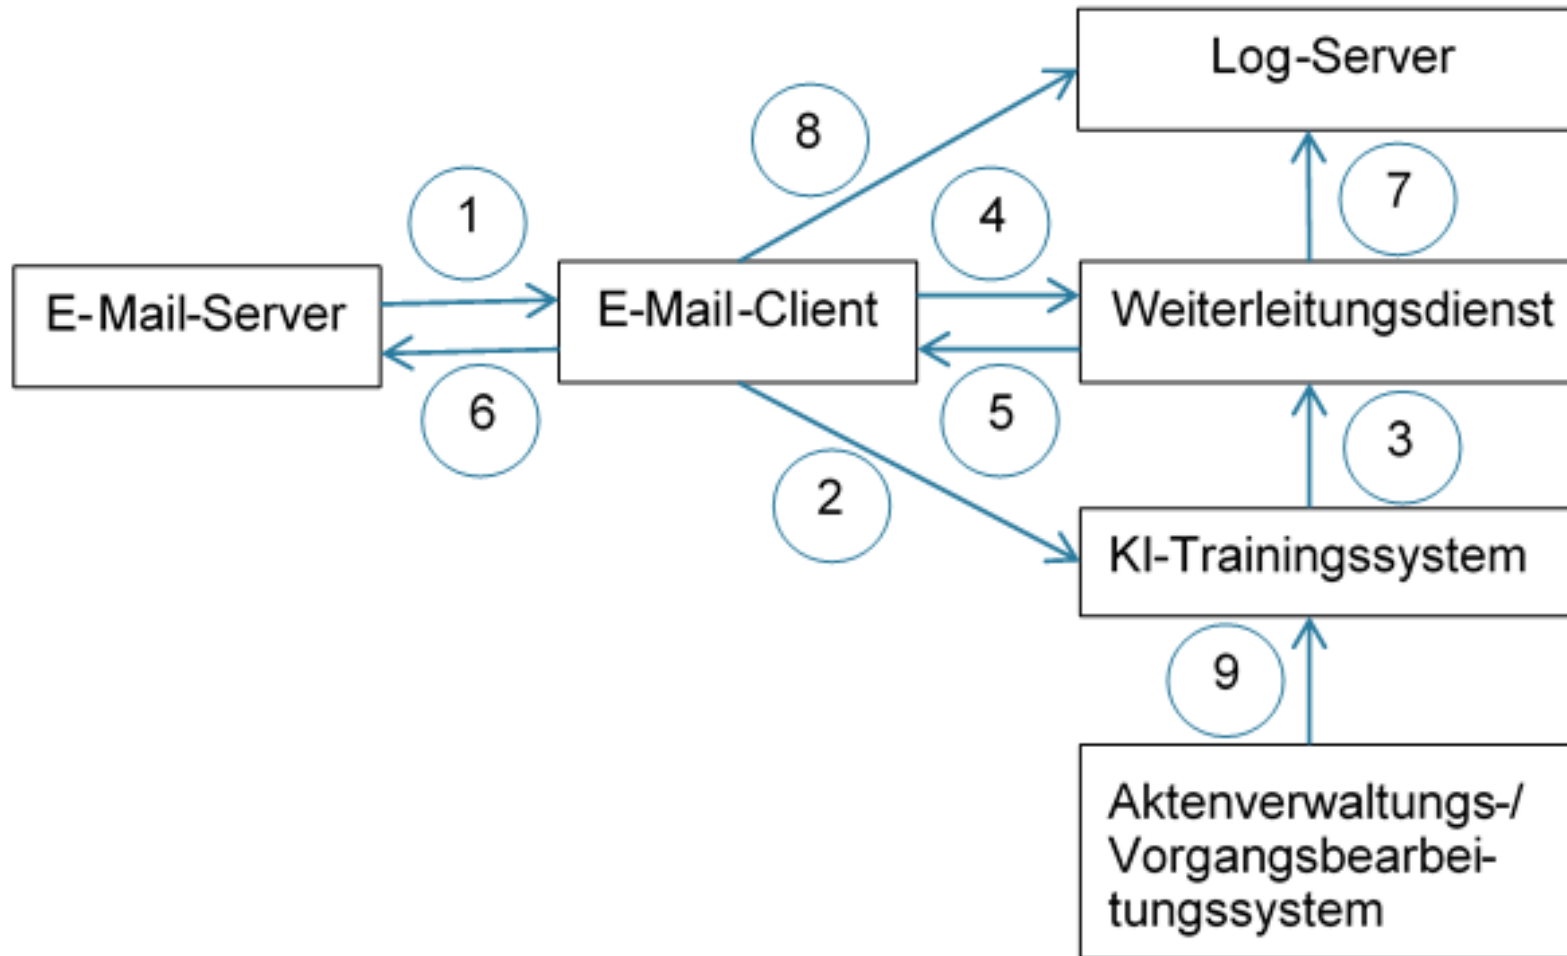 Log-Server
8
1
4
7
E-Mail-Server
E-Mail-Client
Weiterleitungsdienst
6
5
3
2
KI-Trainingssystem
9
Aktenverwaltungs-/
Vorgangsbearbei-
tungssystem